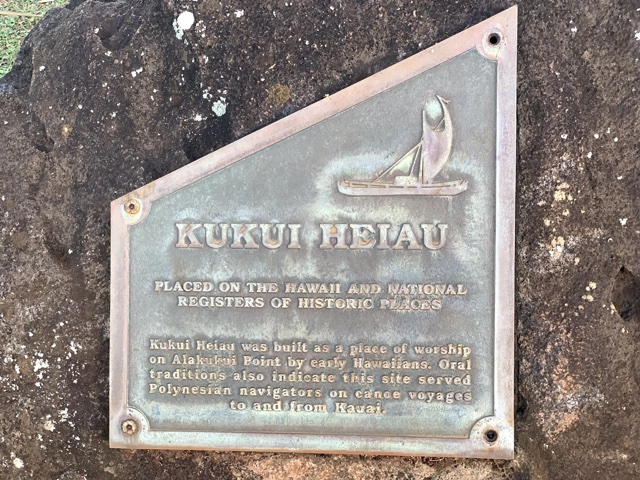 KUKUI HEIAU
PLACED ON THE HAWAII AND NATIONAL
REGISTERS OF HISTORIC PLACES
Kukui Heiau was built as a place of worship
on Alakukui Point by early Hawaiians. Oral
traditions also indicate this site served
Polynesian navigators on canoe voyages
to and from Kauai.